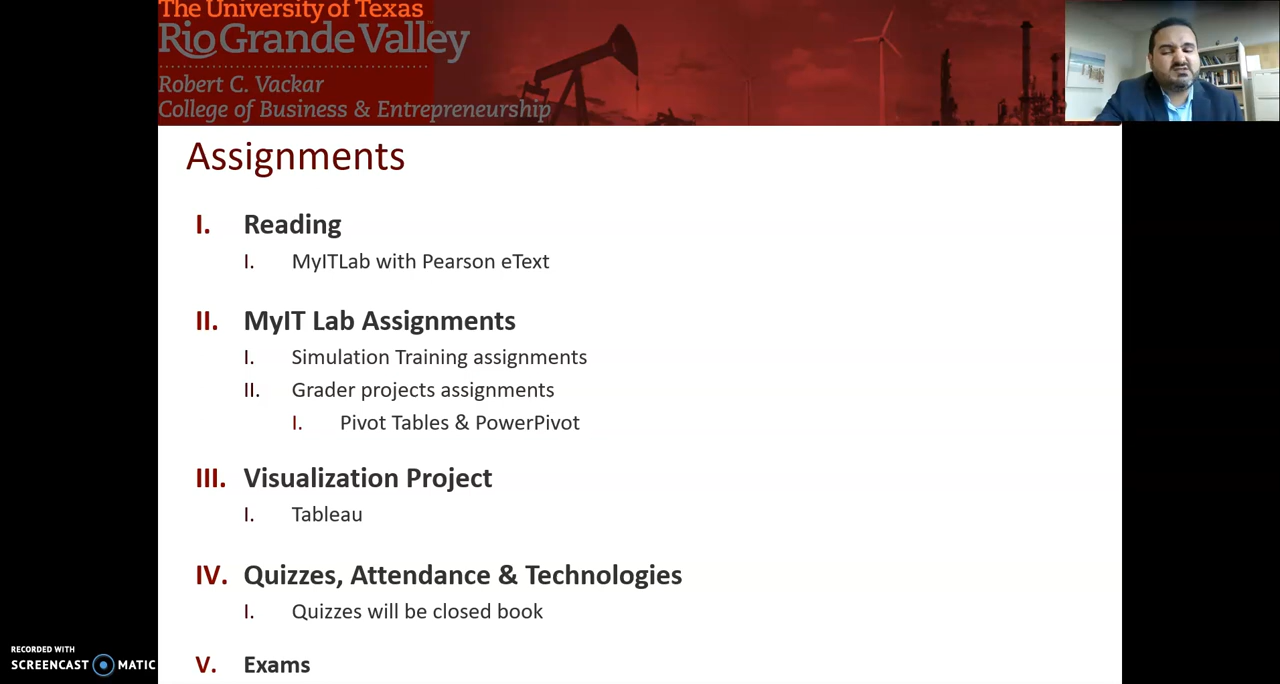 The University of Texas
Rio Grande Valley
Robert C. Vackar
College of Business & Entrepreneurship
Assignments
I. Reading
I. MyITLab with Pearson eText
II. MyIT Lab Assignments
I. Simulation Training assignments
II. Grader projects assignments
I. Pivot Tables & PowerPivot
III. Visualization Project
I. Tableau
IV. Quizzes, Attendance & Technologies
I. Quizzes will be closed book
V. Exams
RECORDED WITH
SCREENCAST MATIC